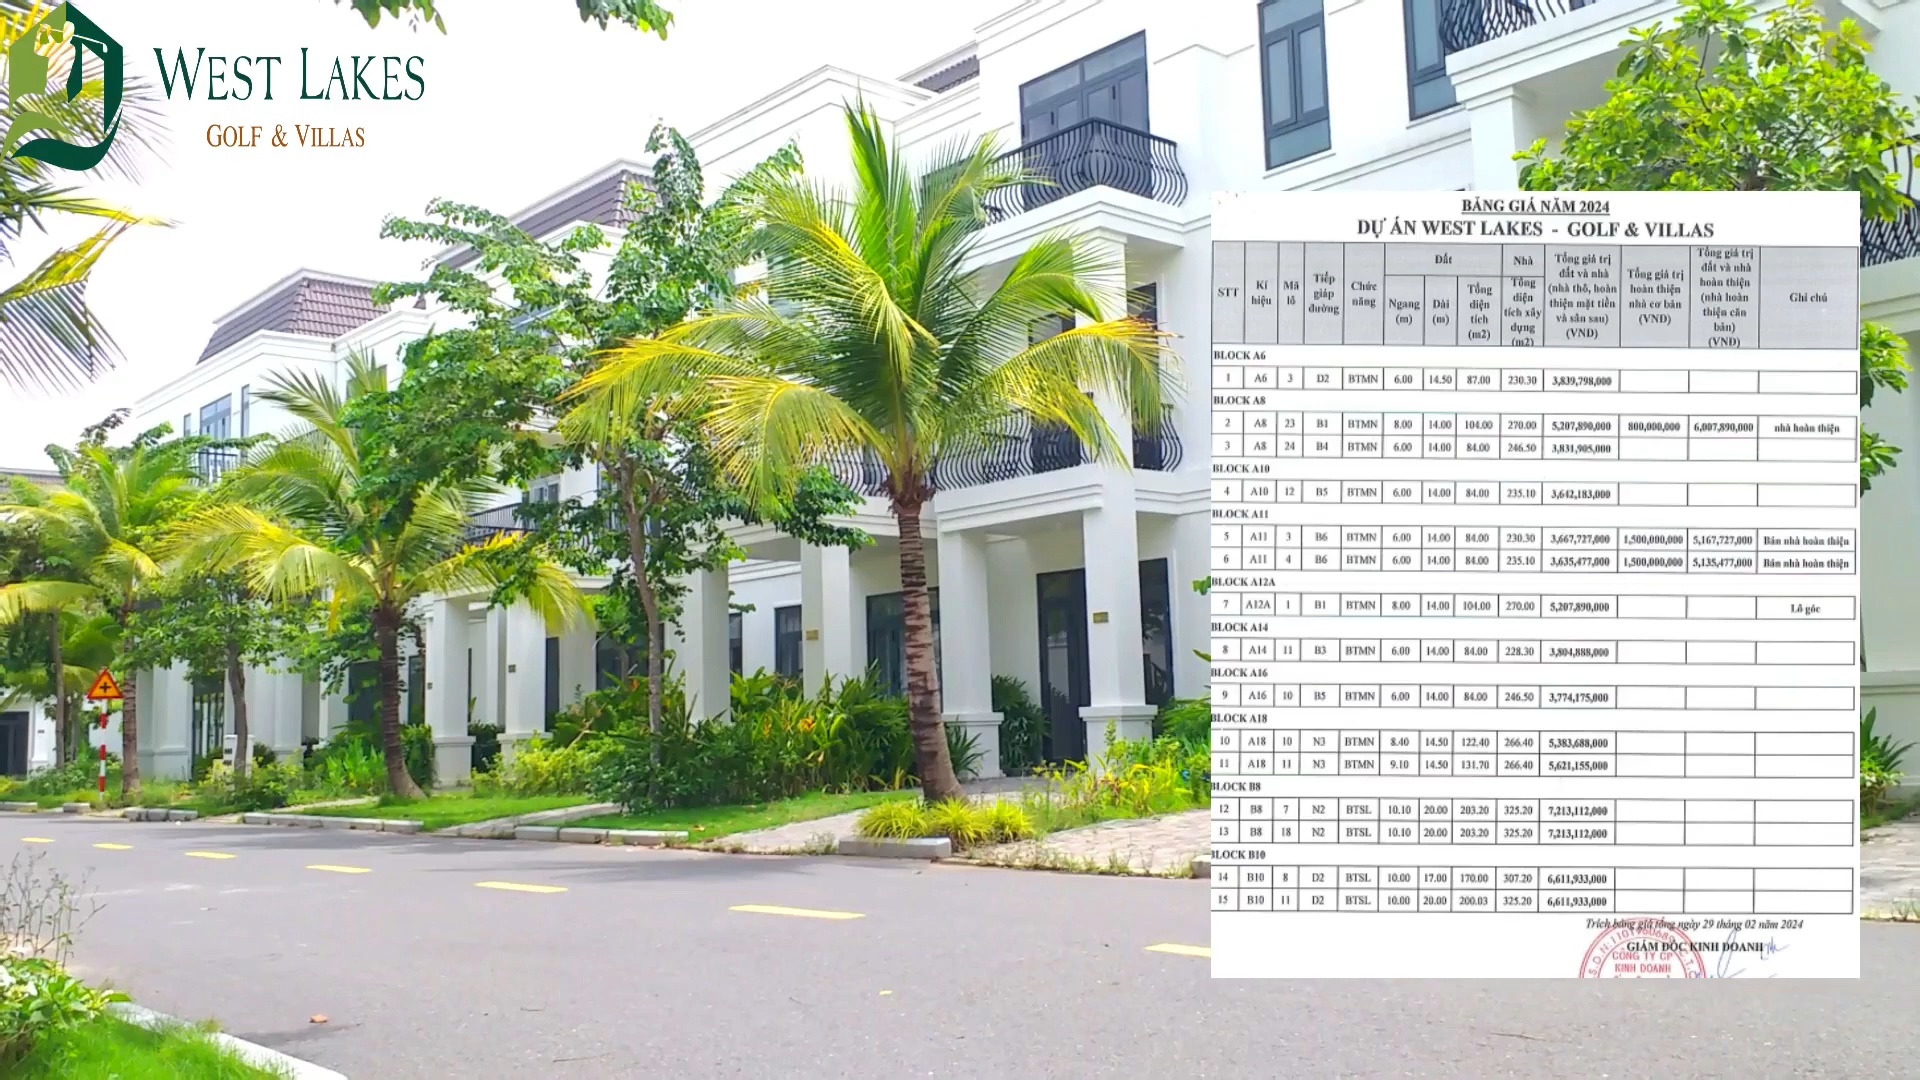 WEST LAKES
GOLF & VILLAS
BẢNG GIÁ NĂM 2024
DỰ ÁN WEST LAKES - GOLF & VILLAS
STT Kí hiệu Mã lô Tiếp giáp đường Chức năng Đất Nhà Tổng giá trị đất và nhà (nhà thô, hoàn thiện mặt tiền và sân sau) (VND) Tổng giá trị hoàn thiện nhà cơ bản (VND) Tổng giá trị đất và nhà hoàn thiện (nhà hoàn thiện căn bản) (VND) Ghi chú
Ngang (m) Dài (m) Tổng diện tích (m2) Tổng diện tích xây dựng (m2)
BLOCK A6
1 A6 3 D2 BTMN 6.00 14.50 87.00 230.30 3,839,798,000
BLOCK A8
2 A8 23 B1 BTMN 8.00 14.00 104.00 270.00 5,207,890,000 800,000,000 6,007,890,000 nhà hoàn thiện
3 A8 24 B4 BTMN 6.00 14.00 84.00 246.50 3,831,905,000
BLOCK A10
4 A10 12 B5 BTMN 6.00 14.00 84.00 235.10 3,642,183,000
BLOCK A11
5 A11 3 B6 BTMN 6.00 14.00 84.00 230.30 3,667,727,000 1,500,000,000 5,167,727,000 Bán nhà hoàn thiện
6 A11 4 B6 BTMN 6.00 14.00 84.00 235.10 3,635,477,000 1,500,000,000 5,135,477,000 Bán nhà hoàn thiện
BLOCK A12A
7 A12A 1 B1 BTMN 8.00 14.00 104.00 270.00 5,207,890,000 Lô góc
BLOCK A14
8 A14 11 B3 BTMN 6.00 14.00 84.00 228.30 3,804,888,000
BLOCK A16
9 A16 10 B5 BTMN 6.00 14.00 84.00 246.50 3,774,175,000
BLOCK A18
10 A18 10 N3 BTMN 8.40 14.50 122.40 266.40 5,383,688,000
11 A18 11 N3 BTMN 9.10 14.50 131.70 266.40 5,621,155,000
BLOCK B8
12 B8 7 N2 BTSL 10.10 20.00 203.20 325.20 7,213,112,000
13 B8 18 N2 BTSL 10.10 20.00 203.20 325.20 7,213,112,000
BLOCK B10
14 B10 8 D2 BTSL 10.00 17.00 170.00 307.20 6,611,933,000
15 B10 11 D2 BTSL 10.00 20.00 200.03 325.20 6,611,933,000
Trích bảng giá tổng ngày 29 tháng 02 năm 2024
GIÁM ĐỐC KINH DOANH
CÔNG TY CP
KINH DOANH